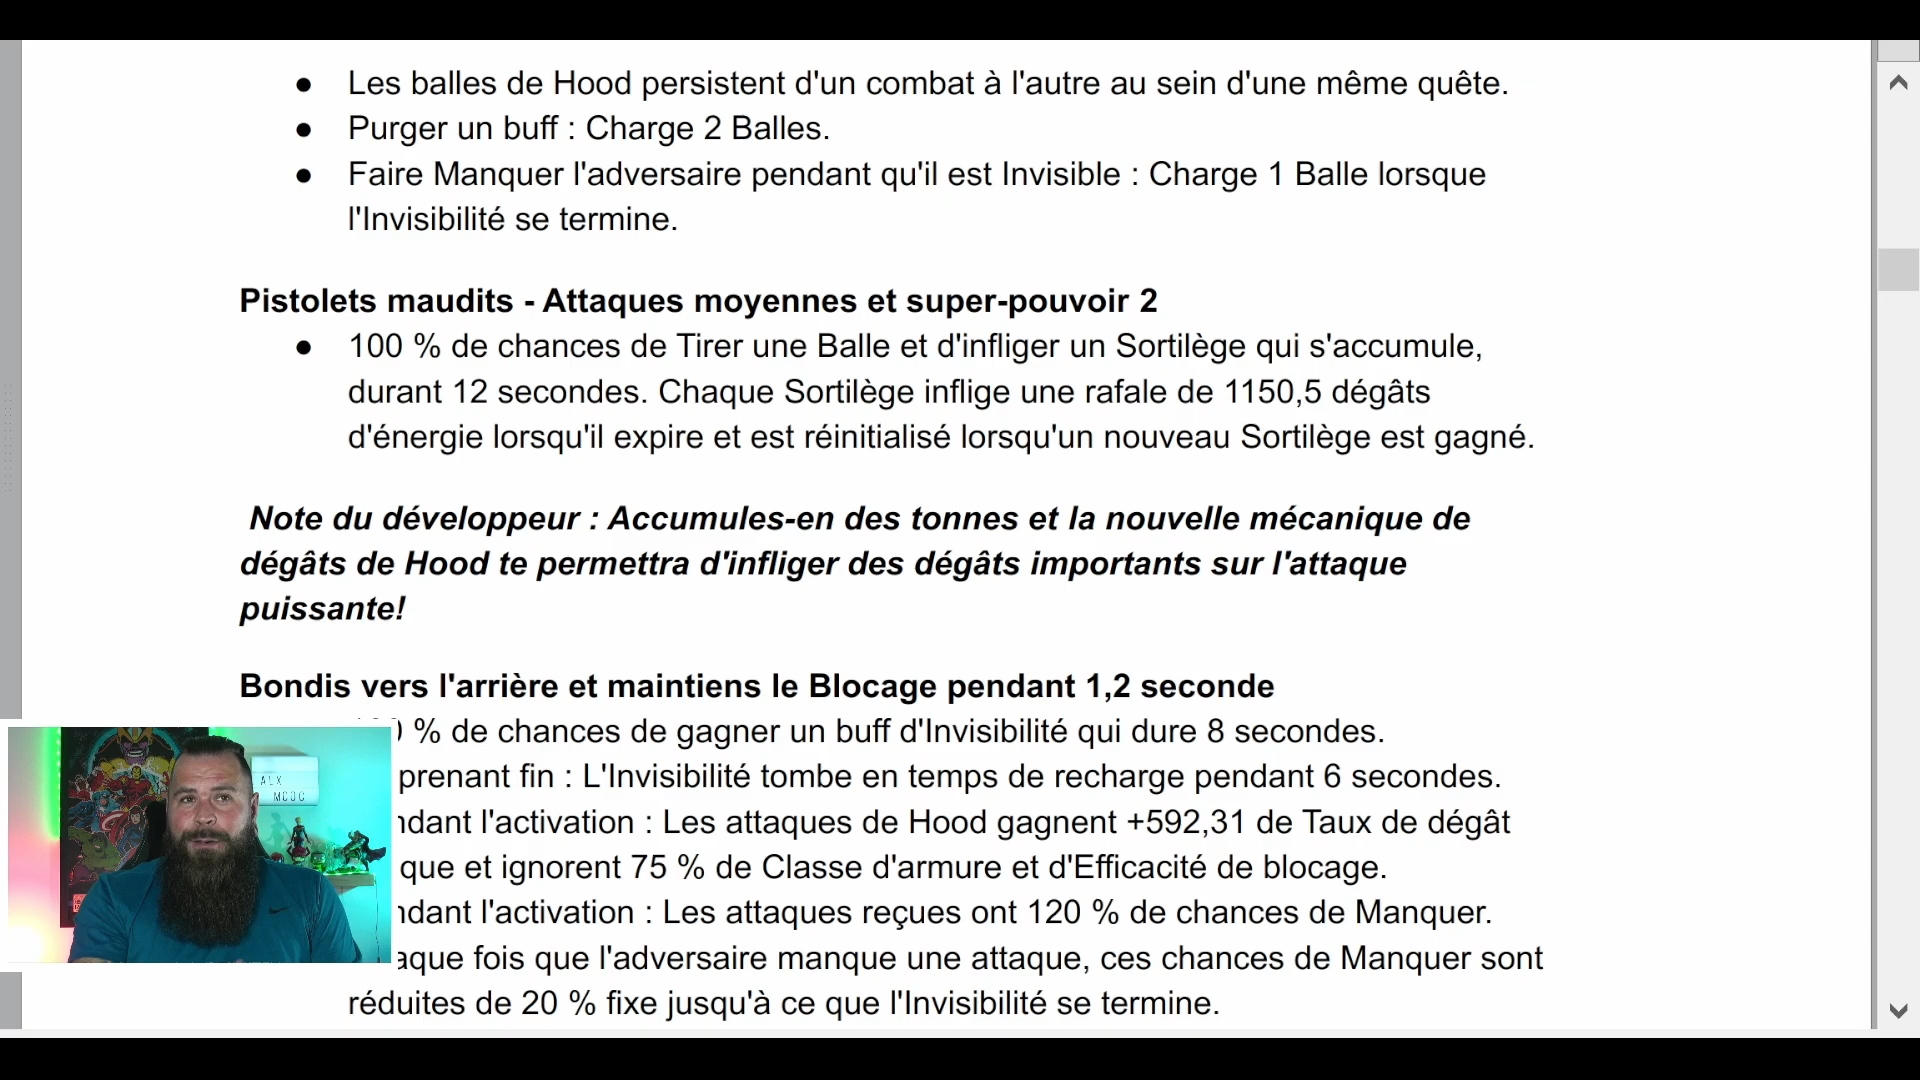 Les balles de Hood persistent d'un combat à l'autre au sein d'une même quête.
Purger un buff : Charge 2 Balles.
Faire Manquer l'adversaire pendant qu'il est Invisible : Charge 1 Balle lorsque
l'Invisibilité se termine.
Pistolets maudits - Attaques moyennes et super-pouvoir 2
100 % de chances de Tirer une Balle et d'infliger un Sortilège qui s'accumule,
durant 12 secondes. Chaque Sortilège inflige une rafale de 1150,5 dégâts
d'énergie lorsqu'il expire et est réinitialisé lorsqu'un nouveau Sortilège est gagné.
Note du développeur : Accumules-en des tonnes et la nouvelle mécanique de
dégâts de Hood te permettra d'infliger des dégâts importants sur l'attaque
puissante!
Bondis vers l'arrière et maintiens le Blocage pendant 1,2 seconde
% de chances de gagner un buff d'Invisibilité qui dure 8 secondes.
prenant fin : L'Invisibilité tombe en temps de recharge pendant 6 secondes.
ndant l'activation : Les attaques de Hood gagnent +592,31 de Taux de dégât
que et ignorent 75 % de Classe d'armure et d'Efficacité de blocage.
ndant l'activation : Les attaques reçues ont 120 % de chances de Manquer.
aque fois que l'adversaire manque une attaque, ces chances de Manquer sont
réduites de 20 % fixe jusqu'à ce que l'Invisibilité se termine.
ALX
MCOC